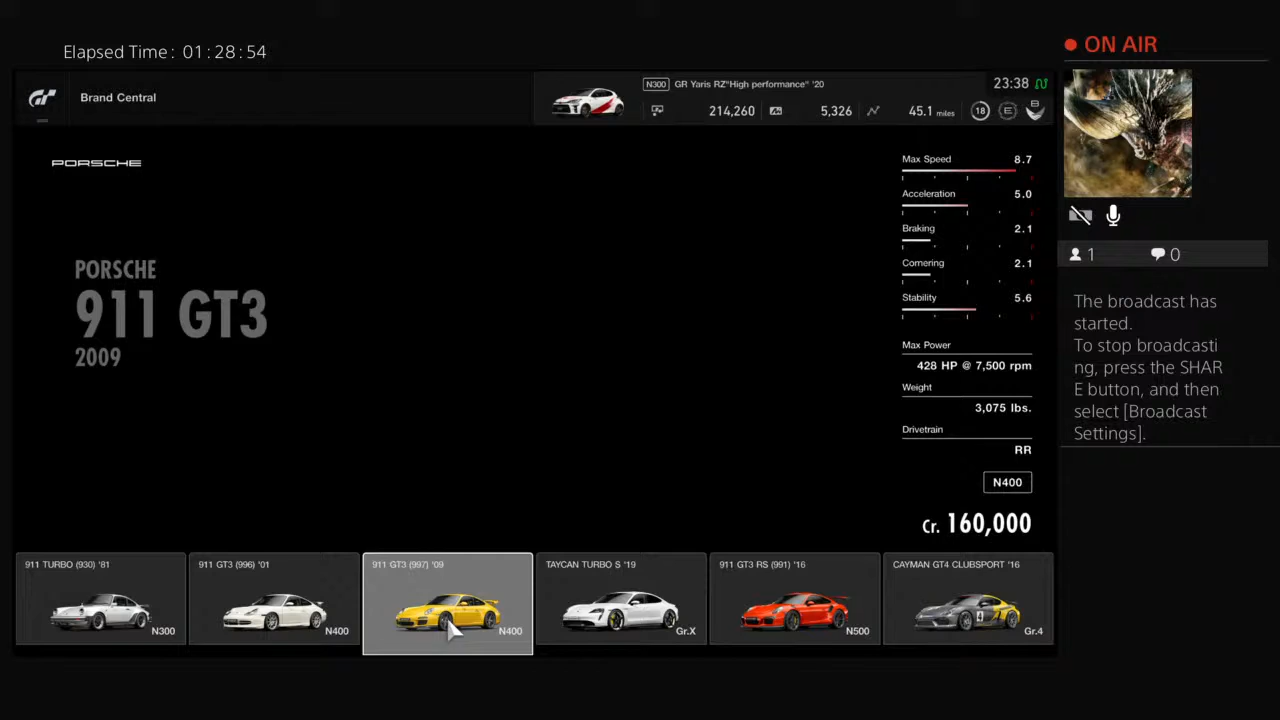 Elapsed Time: 01:28:54
ON AIR
Brand Central
N300 GR Yaris RZ"High performance" '20
23:38
214,260 5,326 45.1 miles 18 E
PORSCHE
Max Speed 8.7
Acceleration 5.0
Braking 2.1
Cornering 2.1
Stability 5.6
PORSCHE
911 GT3
2009
Max Power
428 HP @ 7,500 rpm
Weight
3,075 lbs.
Drivetrain
RR
N400
Cr. 160,000
911 TURBO (930) '81
N300
911 GT3 (996) '01
N400
911 GT3 (997) '09
N400
TAYCAN TURBO S '19
Gr.X
911 GT3 RS (991) '16
N500
CAYMAN GT4 CLUBSPORT '16
4
Gr.4
1 0
The broadcast has
started.
To stop broadcasti
ng, press the SHAR
E button, and then
select [Broadcast
Settings].